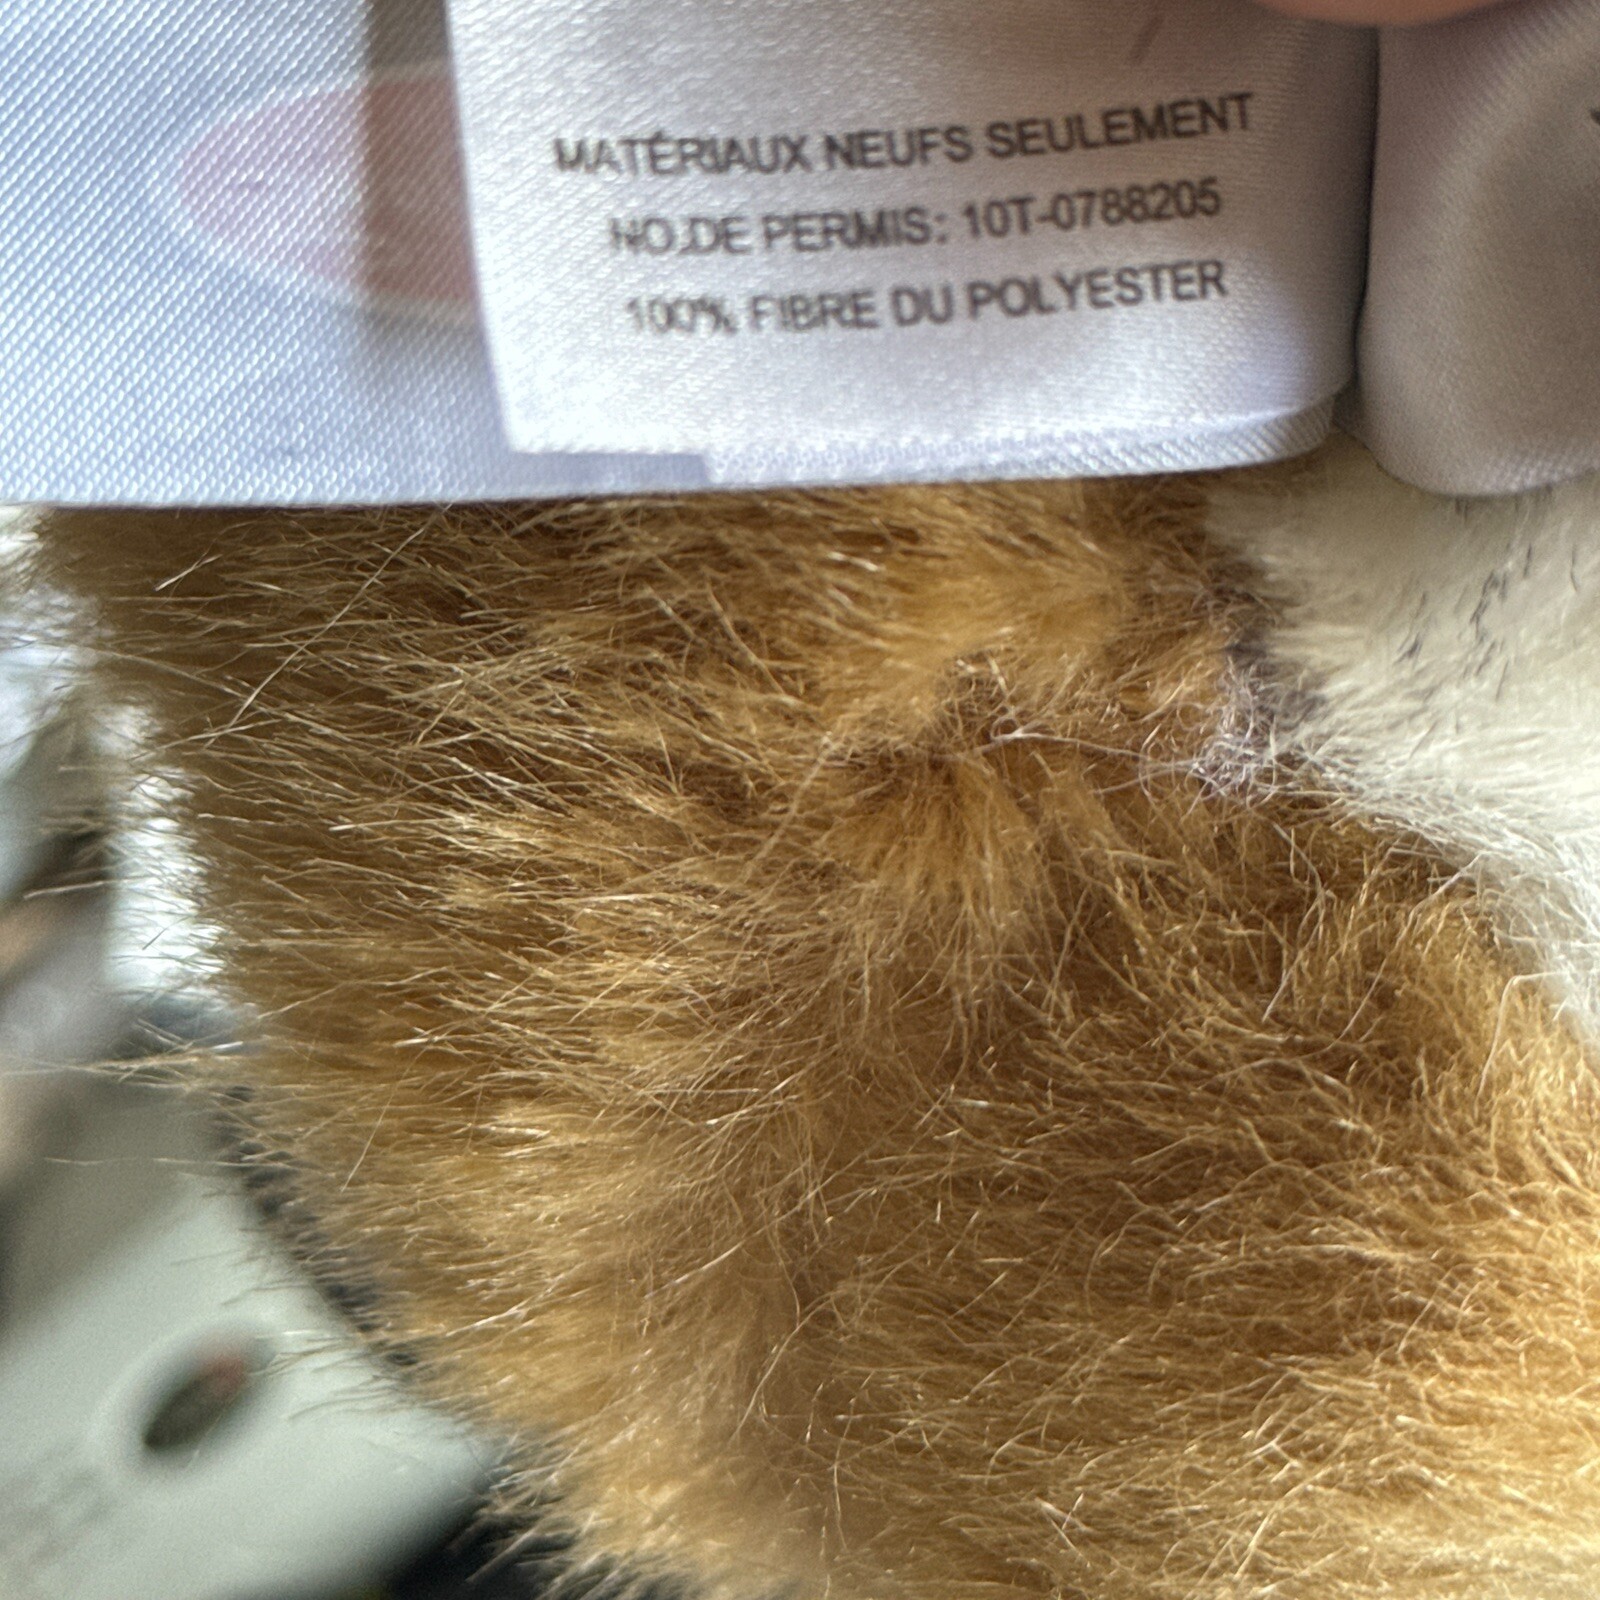 MATÉRIAUX NEUFS SEULEMENT
NO.DE PERMIS: 10T-0788205
100% FIBRE DU POLYESTER